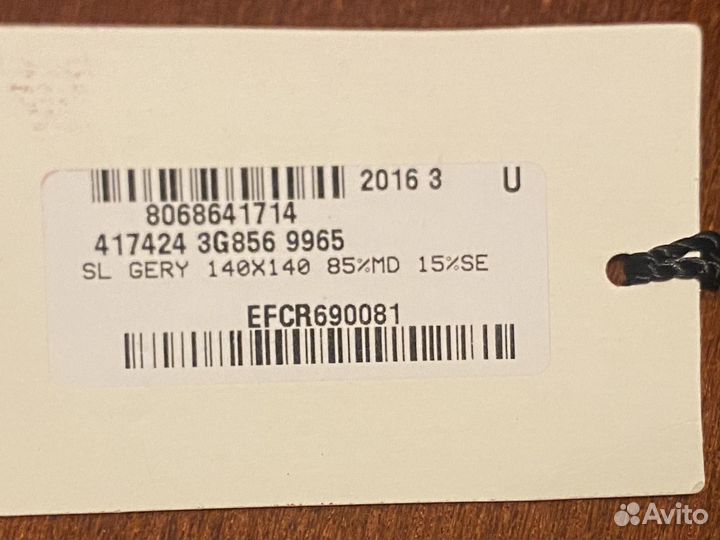 2016 3 U
8068641714
417424 3G856 9965
SL GERY 140X140 85%MD 15%SE
EFCR690081
Avito